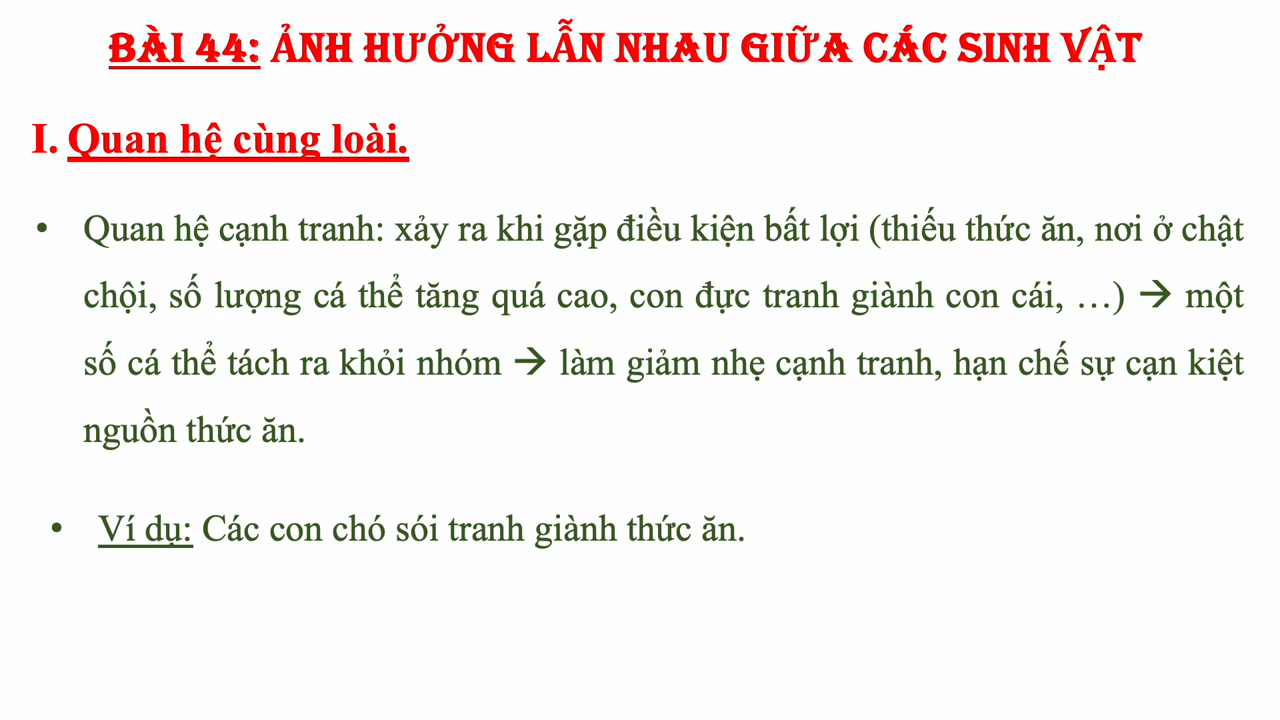 BÀI 44: ẢNH HƯỞNG LẪN NHAU GIỮA CÁC SINH VẬT
I. Quan hệ cùng loài.
• Quan hệ cạnh tranh: xảy ra khi gặp điều kiện bất lợi (thiếu thức ăn, nơi ở chật
chội, số lượng cá thể tăng quá cao, con đực tranh giành con cái, …) → một
số cá thể tách ra khỏi nhóm → làm giảm nhẹ cạnh tranh, hạn chế sự cạn kiệt
nguồn thức ăn.
• Ví dụ: Các con chó sói tranh giành thức ăn.